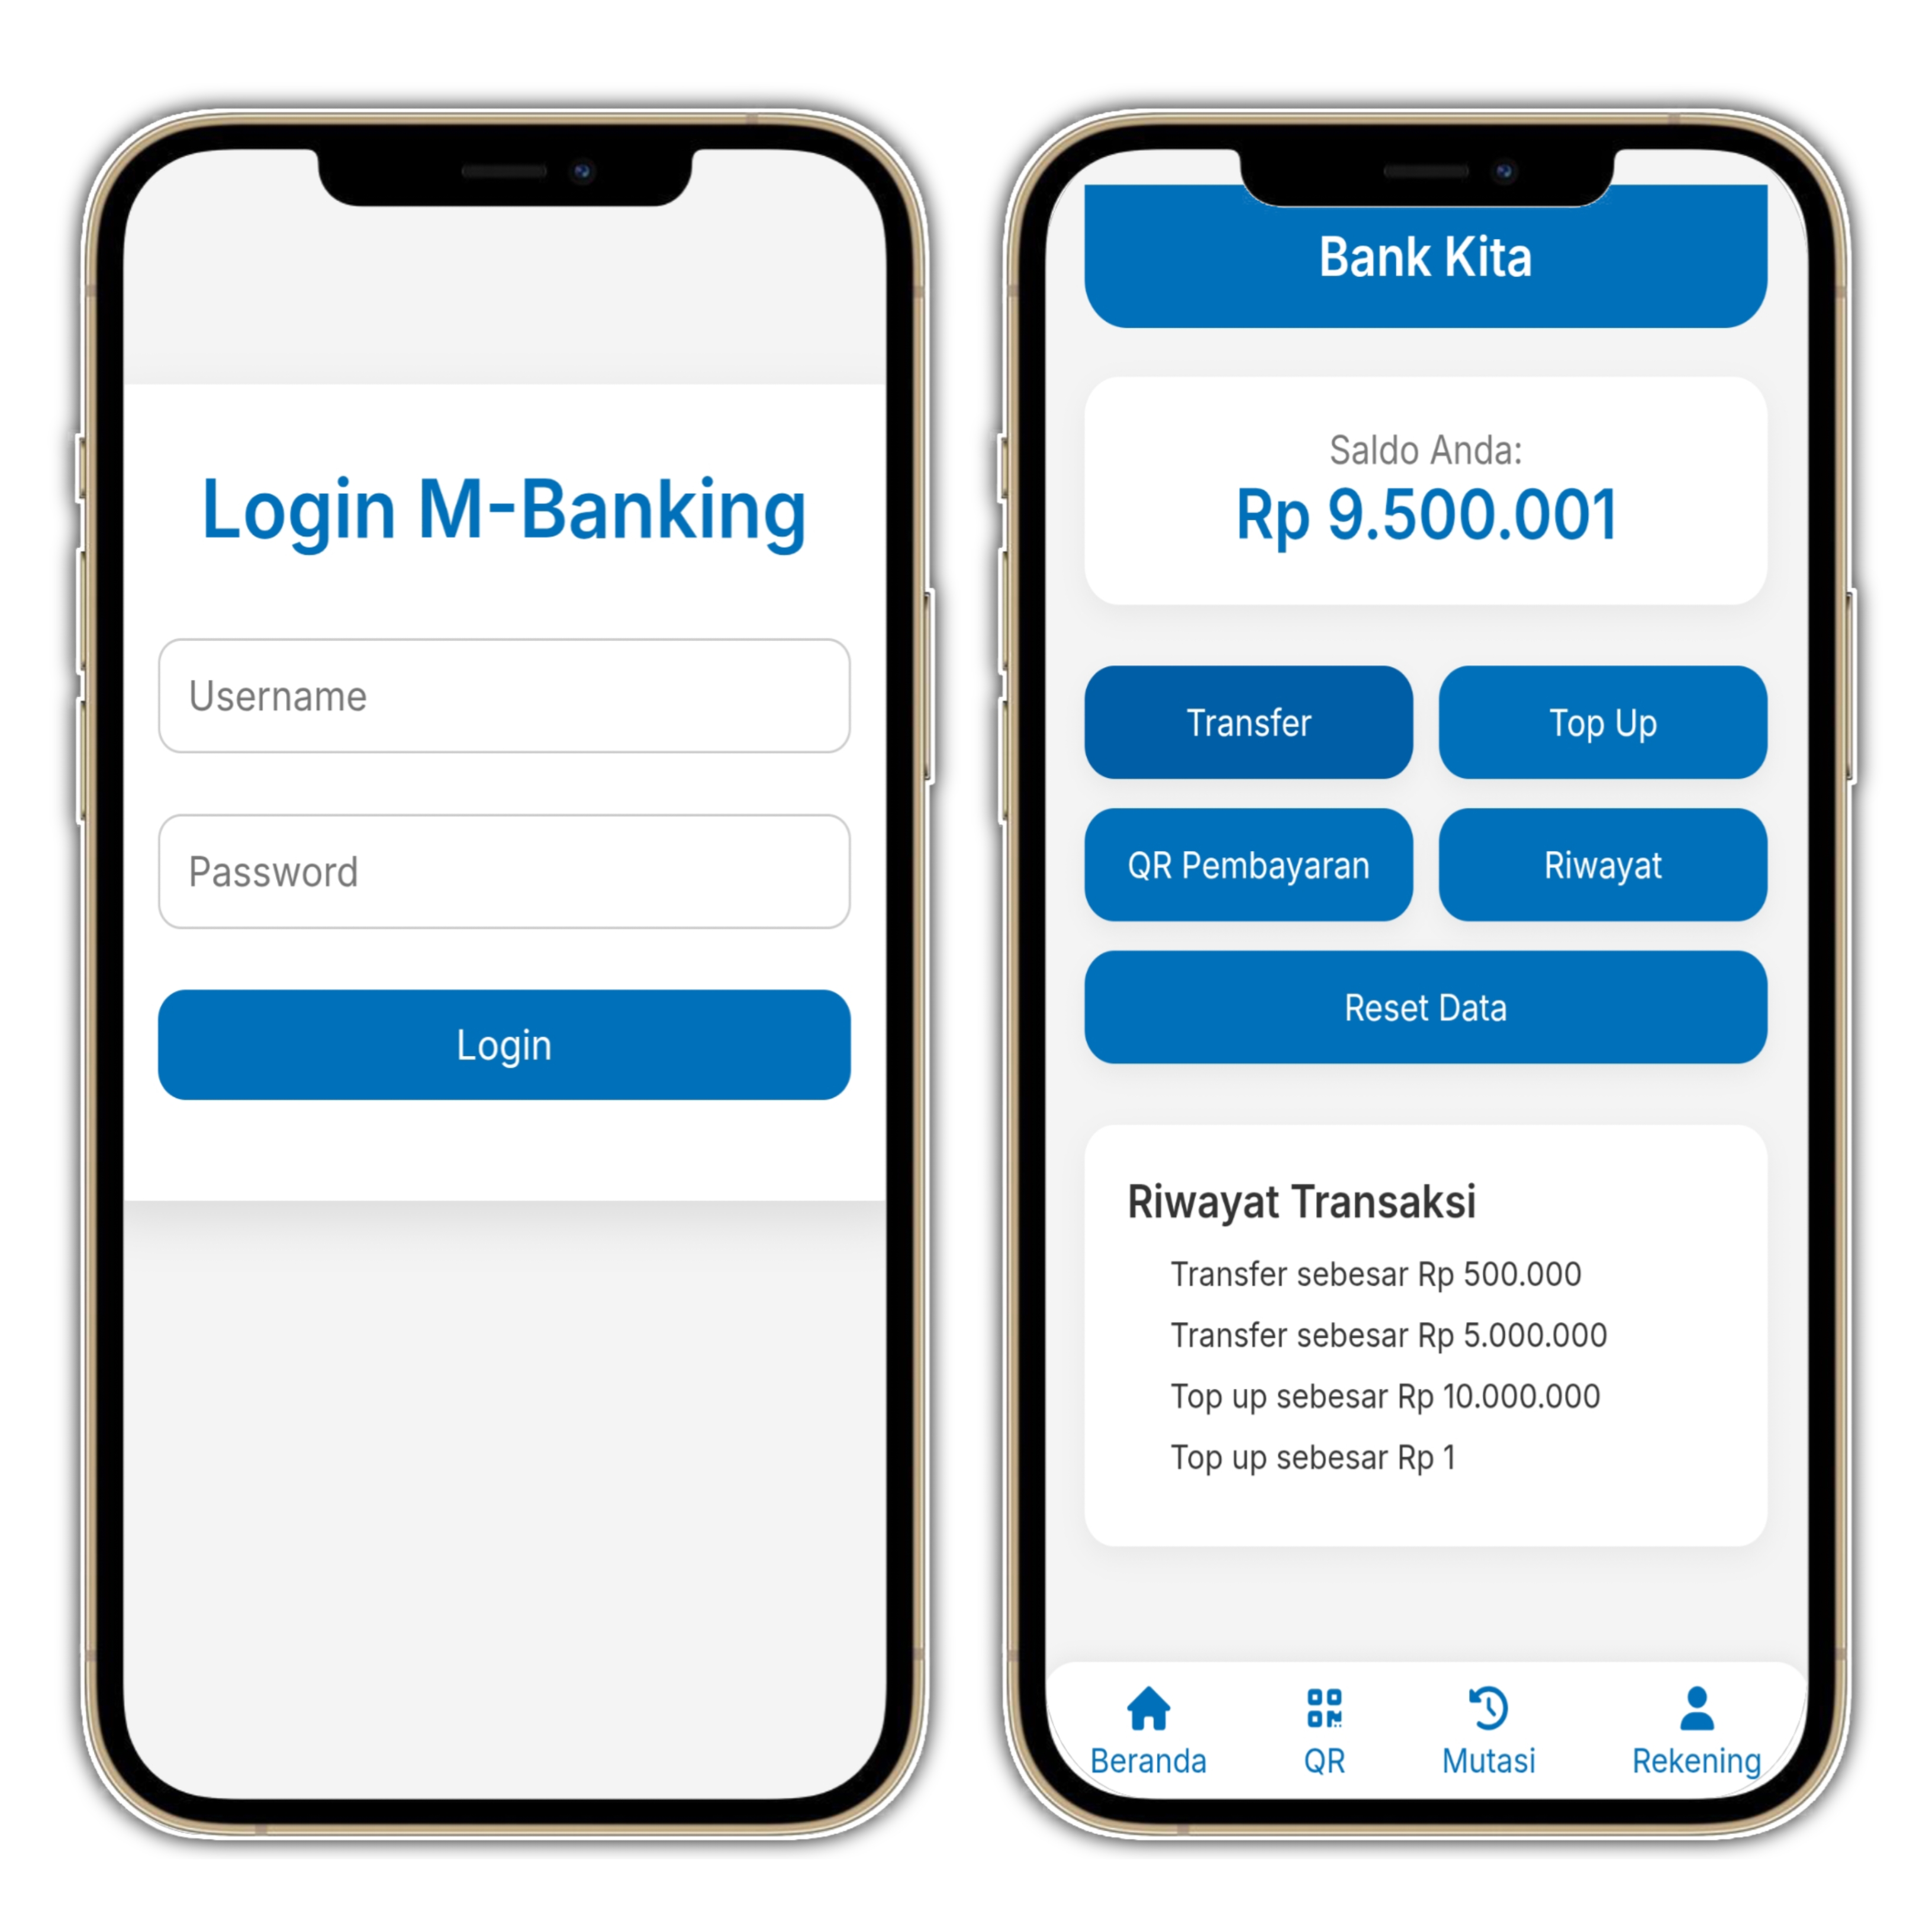 Login M-Banking
Username
Password
Login
Bank Kita
Saldo Anda:
Rp 9.500.001
Transfer
Top Up
QR Pembayaran
Riwayat
Reset Data
Riwayat Transaksi
Transfer sebesar Rp 500.000
Transfer sebesar Rp 5.000.000
Top up sebesar Rp 10.000.000
Top up sebesar Rp 1
Beranda
QR
Mutasi
Rekening